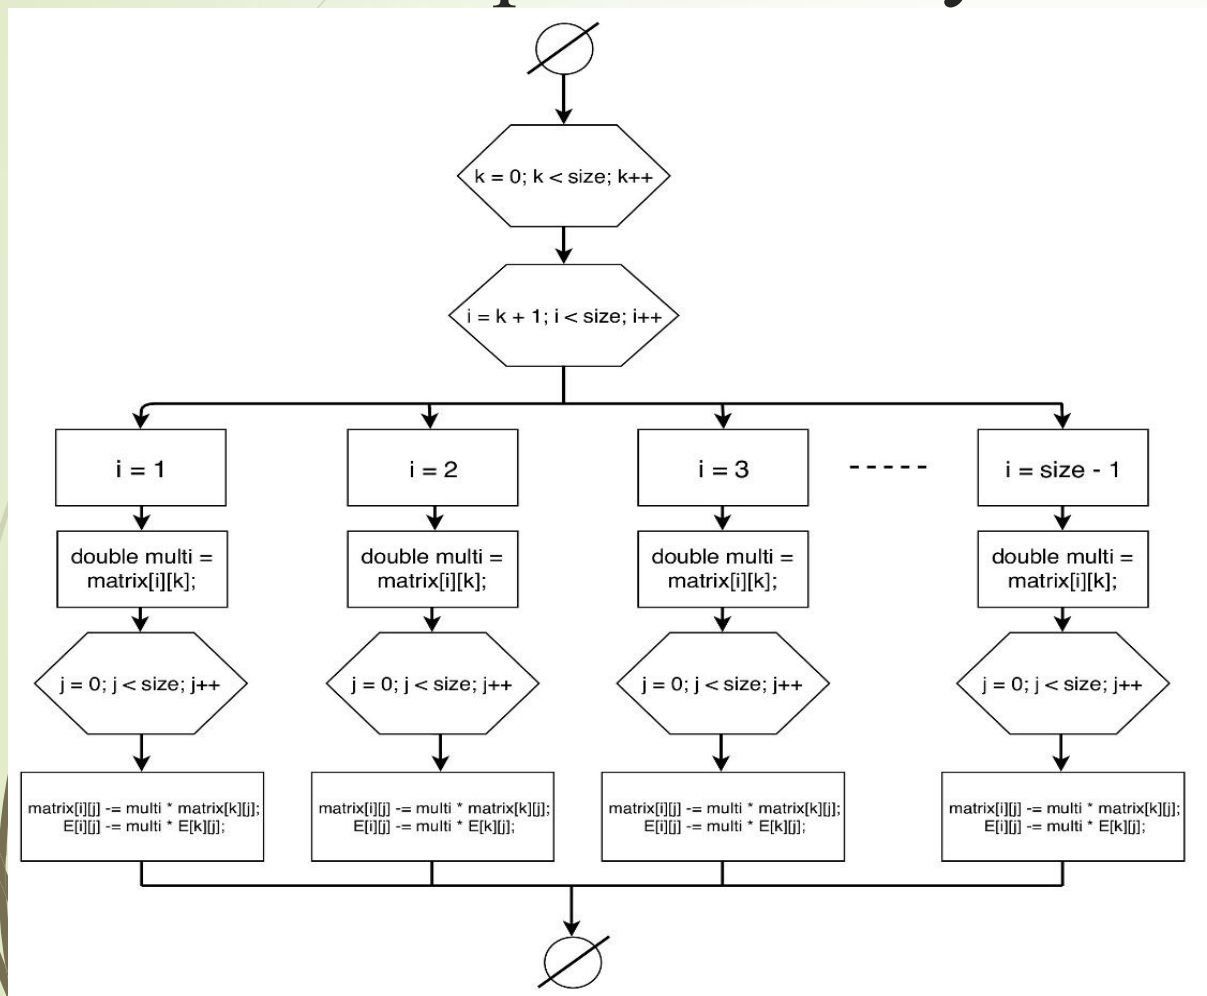 k = 0; k < size; k++
i = k + 1; i < size; i++
i = 1
i = 2
i = 3
i = size - 1
double multi =
matrix[i][k];
double multi =
matrix[i][k];
double multi =
matrix[i][k];
double multi =
matrix[i][k];
j = 0; j < size; j++
j = 0; j < size; j++
j = 0; j < size; j++
j = 0; j < size; j++
matrix[i][j] -= multi * matrix[k][j];
E[i][j] -= multi * E[k][j];
matrix[i][j] -= multi * matrix[k][j];
E[i][j] -= multi * E[k][j];
matrix[i][j] -= multi * matrix[k][j];
E[i][j] -= multi * E[k][j];
matrix[i][j] -= multi * matrix[k][j];
E[i][j] -= multi * E[k][j];